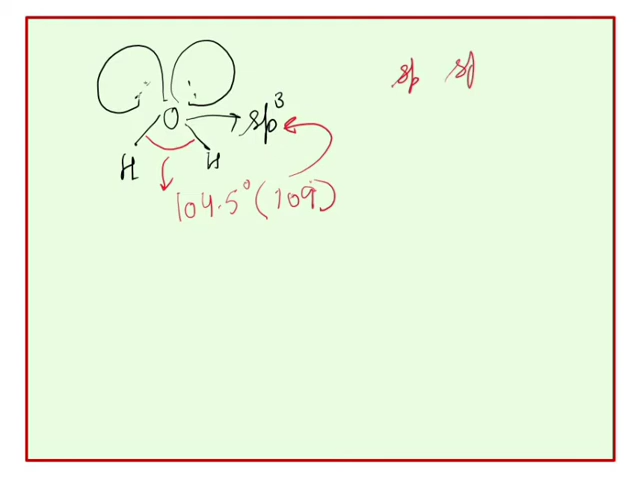 sp sp
O → sp³
H H
104.5° (109)